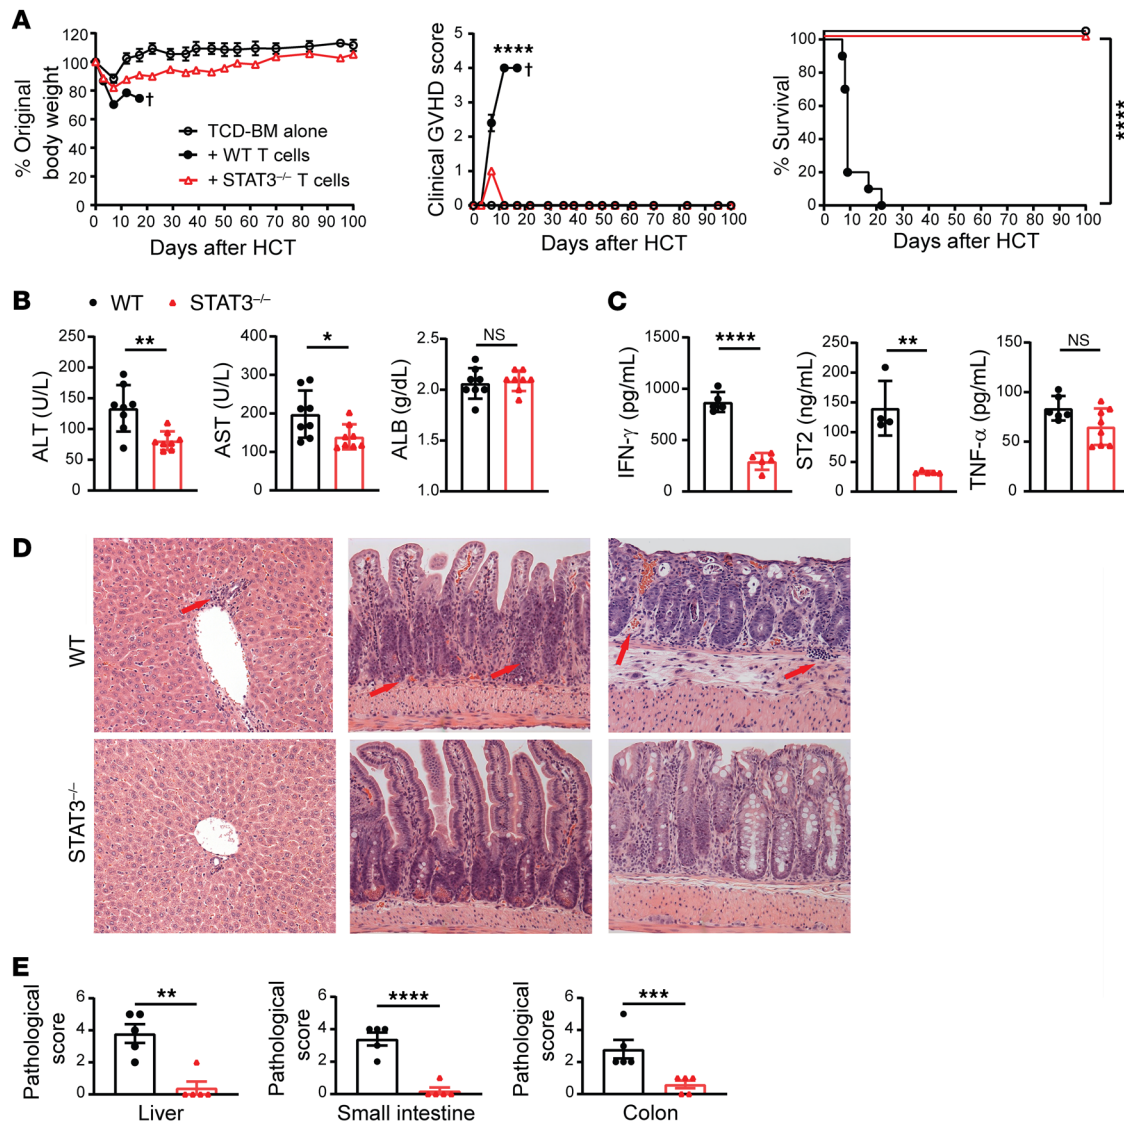 A
% Original
body weight
120
100
80
60
40
120
20
0
†
TCD-BM alone
+ WT T cells
+ STAT3–/– T cells
0 10 20 30 40 50 60 70 80 90 100
Days after HCT
Clinical GVHD score
5
4
3
2
1
0
****
†
0 10 20 30 40 50 60 70 80 90 100
Days after HCT
% Survival
100
80
60
40
20
0
****
0 10 20 30 40 50 60 70 80 90 100
Days after HCT
B
WT
STAT3–/–
ALT (U/L)
250
200
150
100
50
0
**
AST (U/L)
400
300
200
100
0
*
ALB (g/dL)
2.5
2.0
1.5
1.0
NS
C
IFN-γ (pg/mL)
1500
1000
500
0
****
ST-2 (ng/mL)
250
200
150
100
50
0
**
TNF-α (pg/mL)
150
100
50
0
NS
D
WT
STAT3–/–
E
Pathological
score
6
4
2
0
**
Liver
Pathological
score
6
4
2
0
****
Small intestine
Pathological
score
6
4
2
0
***
Colon